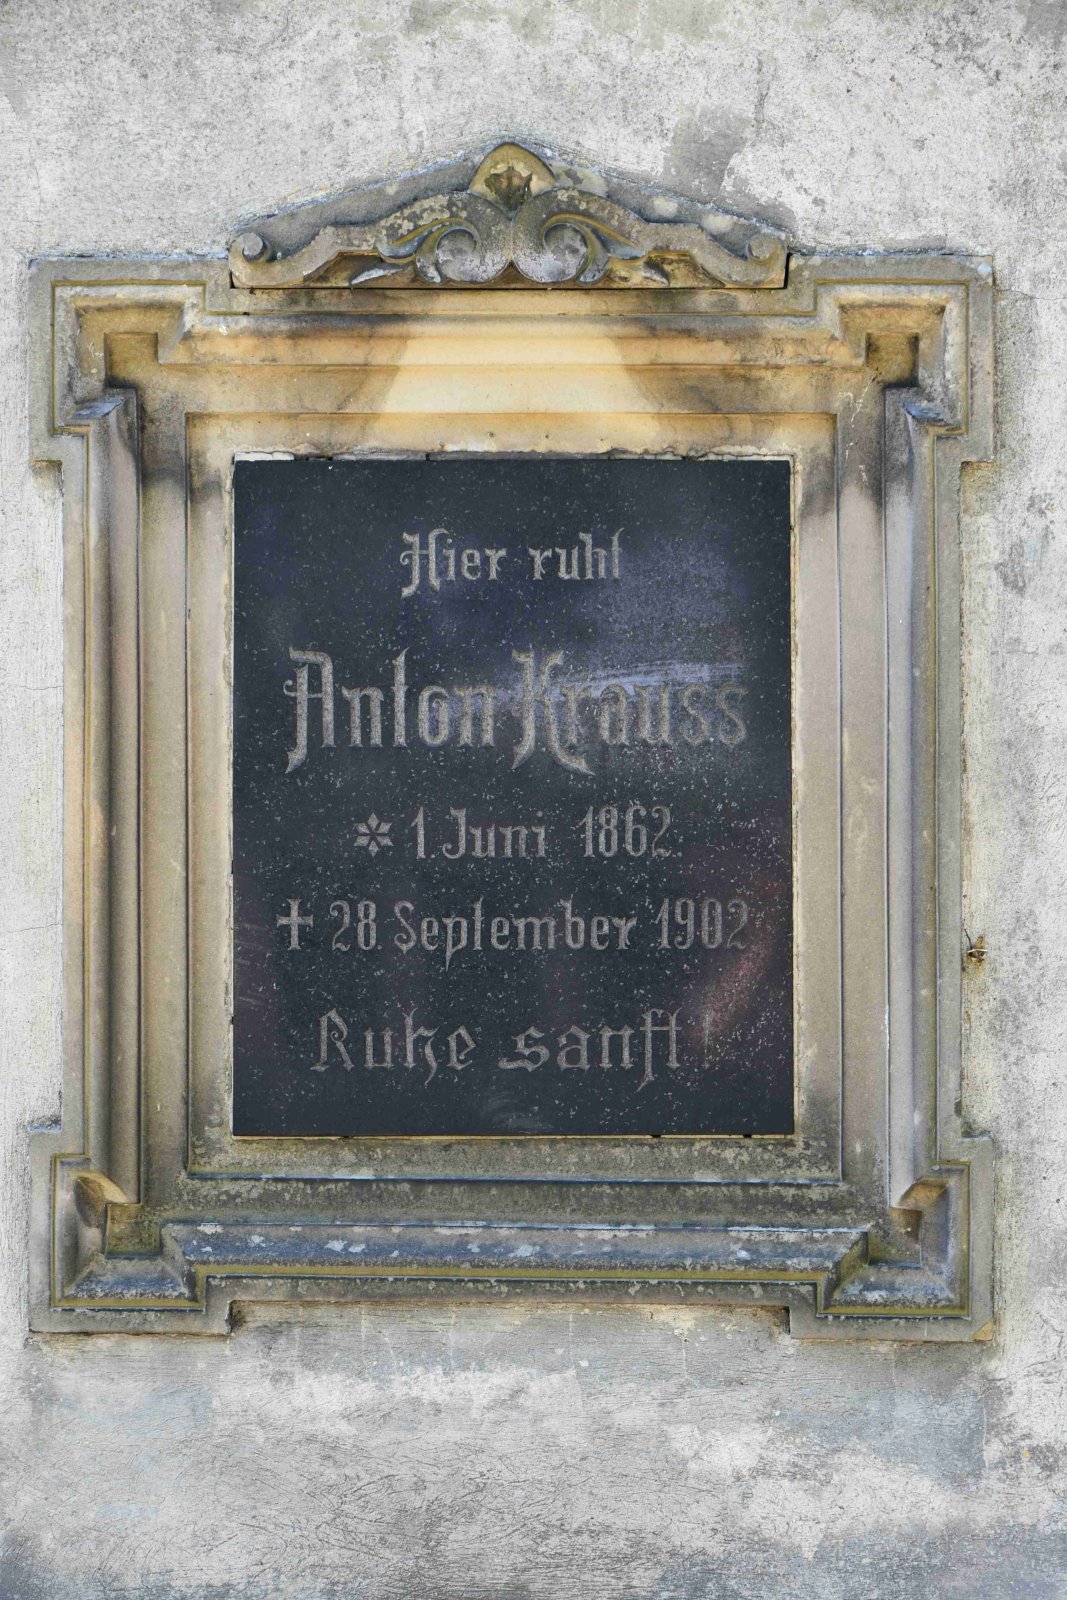 Hier ruht
Anton Krauss
* 1. Juni 1862.
† 28. September 1902
Ruhe sanft!